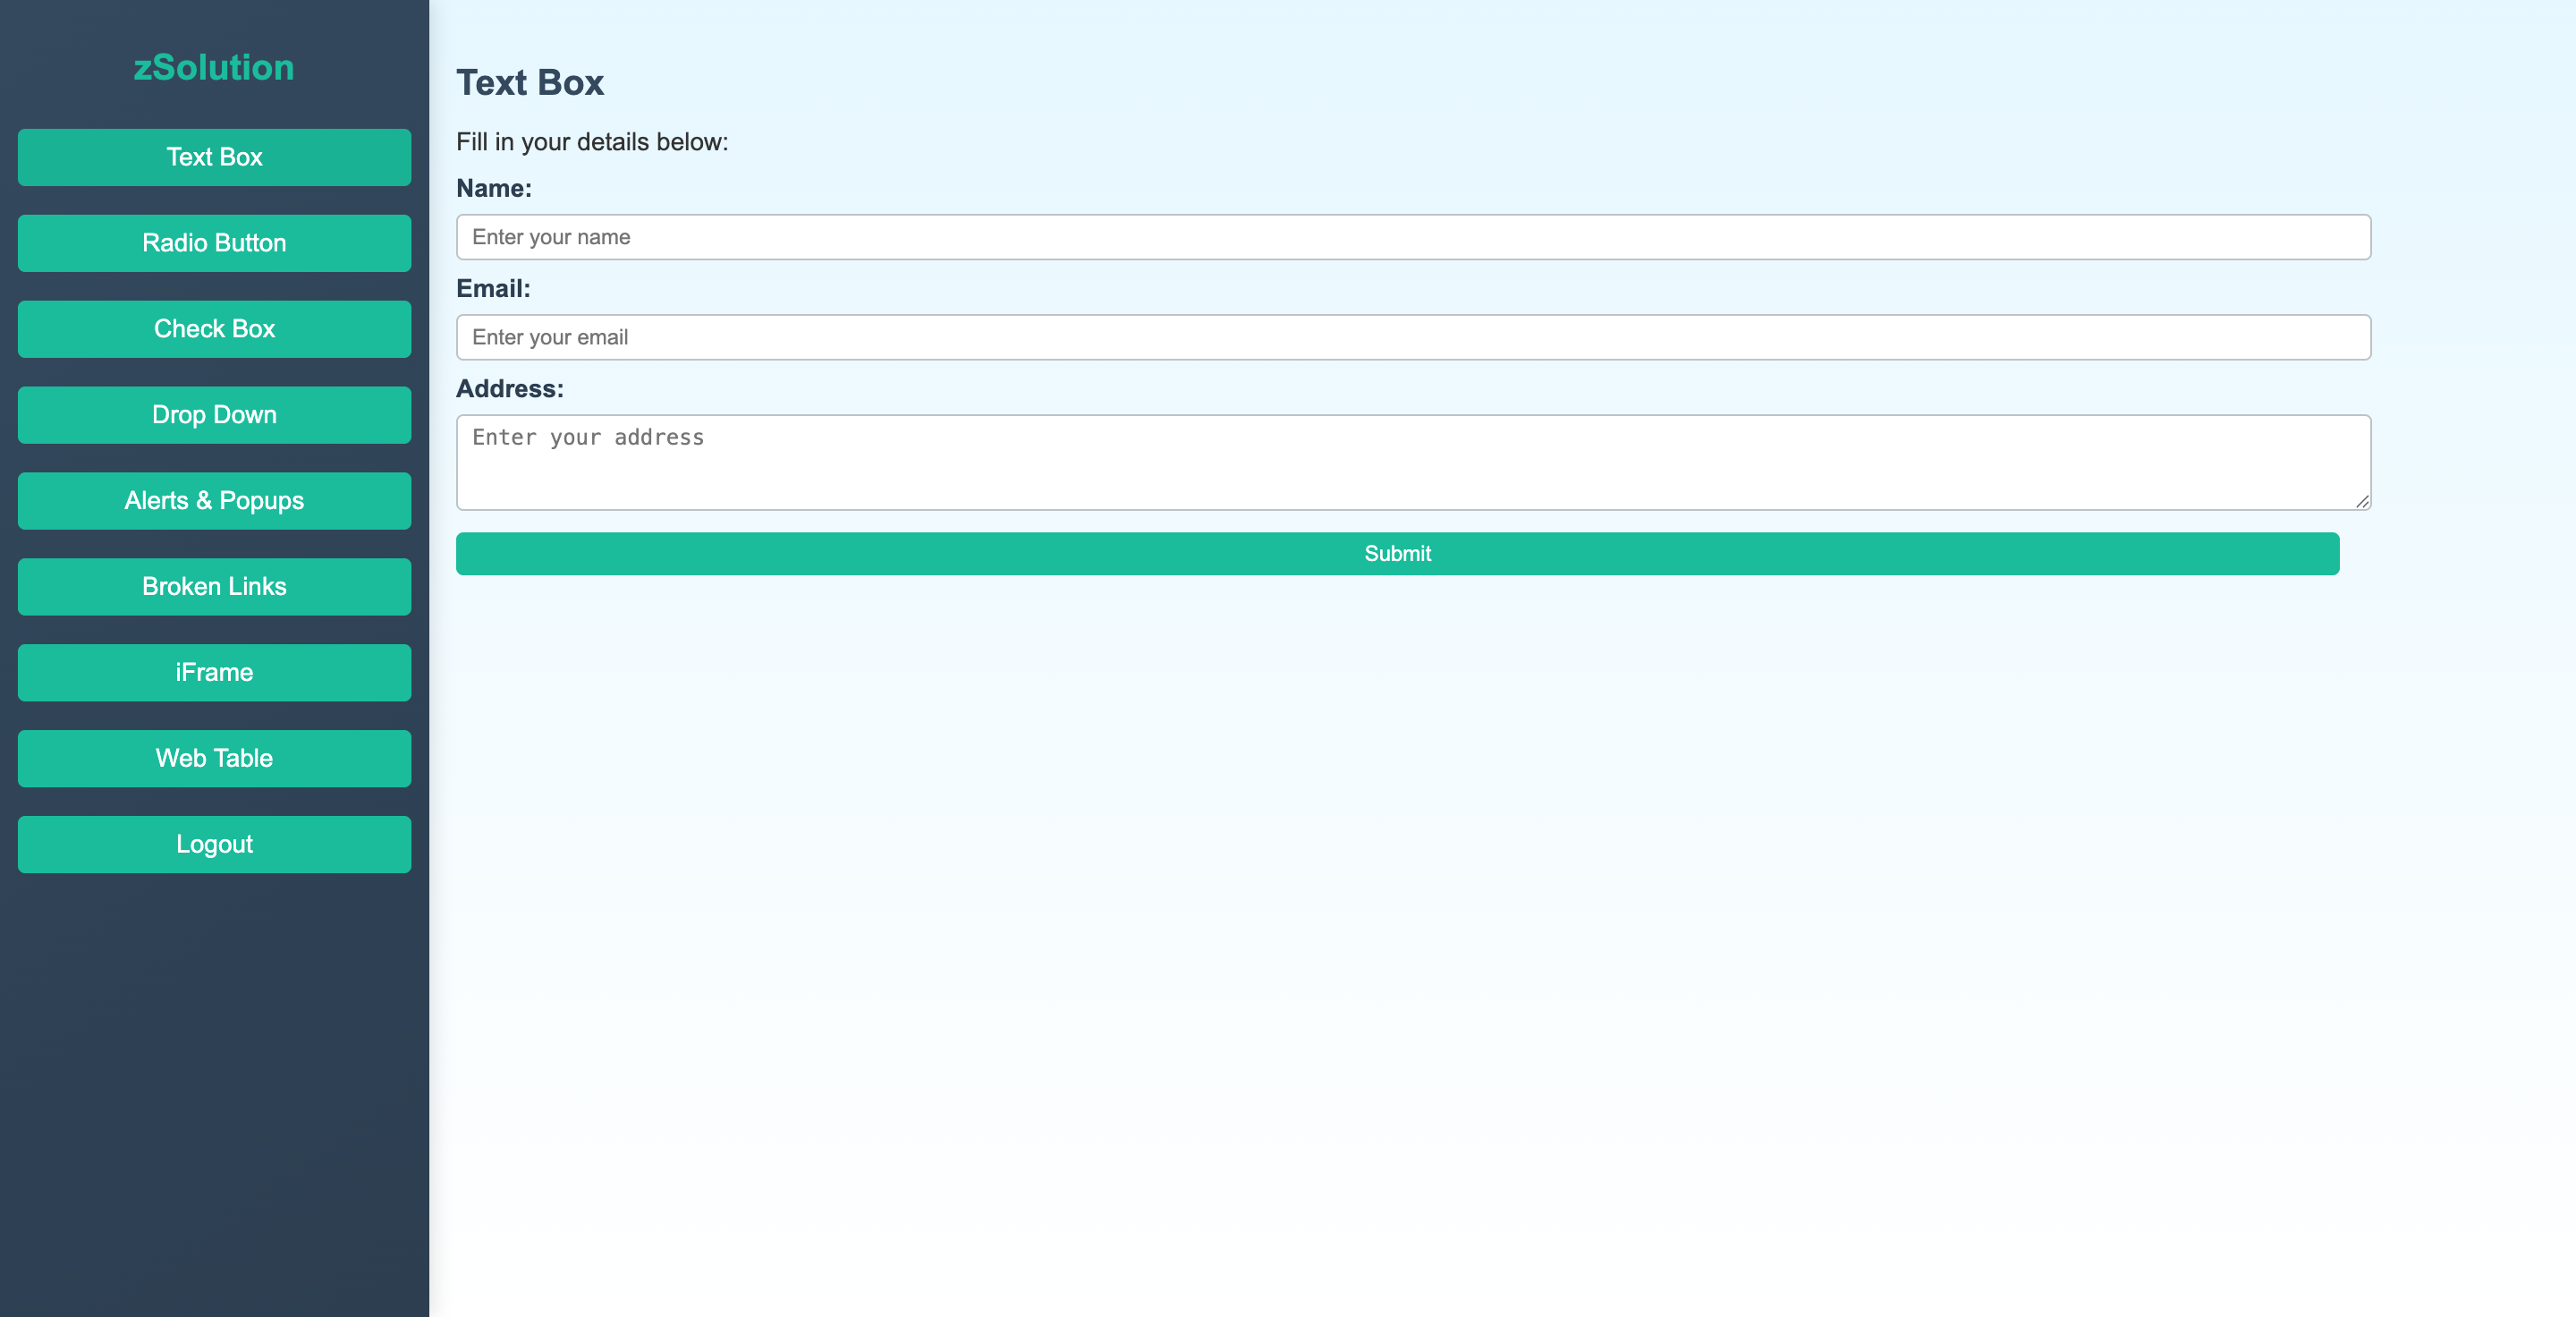 zSolution
Text Box
Radio Button
Check Box
Drop Down
Alerts & Popups
Broken Links
iFrame
Web Table
Logout
Text Box
Fill in your details below:
Name:
Enter your name
Email:
Enter your email
Address:
Enter your address
Submit